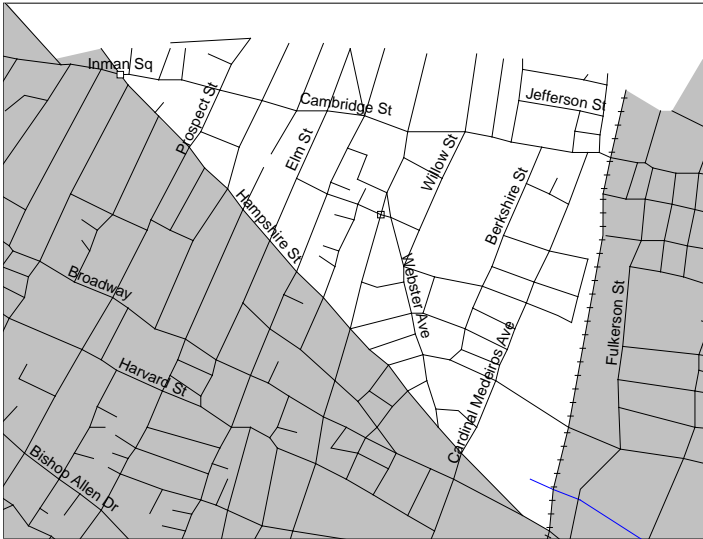 Inman Sq
Jefferson St
Cambridge St
Prospect St
Elm St
Willow St
Berkshire St
Hampshire St
Webster Ave
Broadway
Fulkerson St
Harvard St
Cardinal Medeiros Ave
Bishop Allen Dr